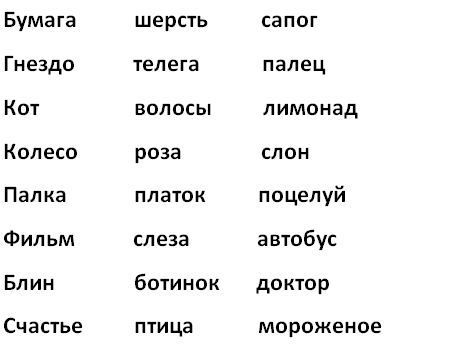 Бумага шерсть сапог
Гнездо телега палец
Кот волосы лимонад
Колесо роза слон
Палка платок поцелуй
Фильм слеза автобус
Блин ботинок доктор
Счастье птица мороженое